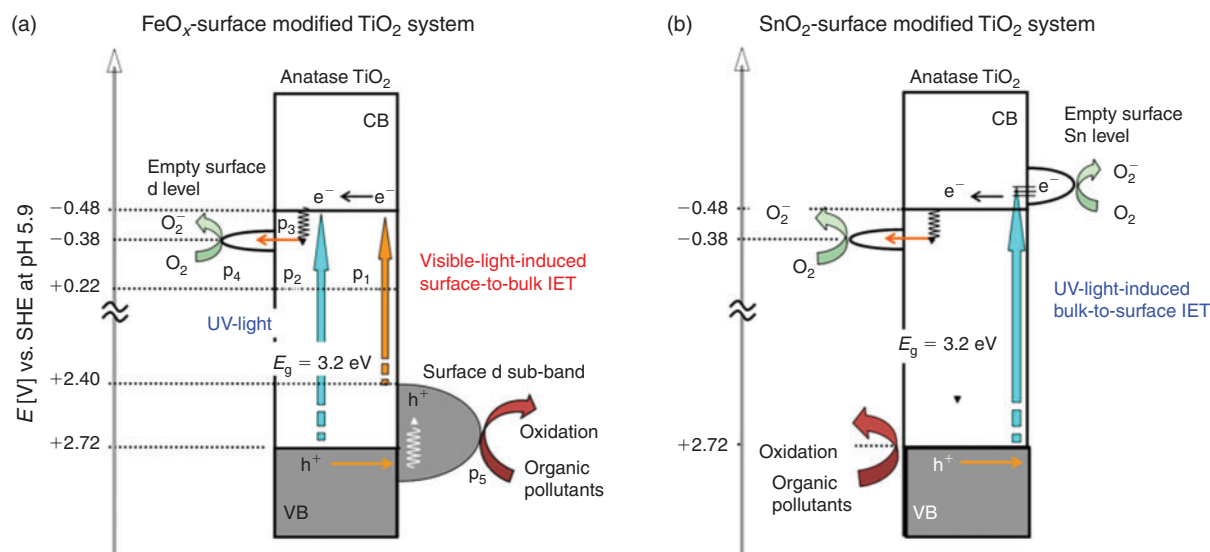 (a)
FeOₓ-surface modified TiO₂ system
Anatase TiO₂
CB
Empty surface
d level
e⁻
e⁻
−0.48
O₂⁻
p₃
−0.38
O₂
p₄
p₂
p₁
+0.22
Visible-light-induced
surface-to-bulk IET
UV-light
E [V] vs. SHE at pH 5.9
E_g = 3.2 eV
Surface d sub-band
+2.40
h⁺
Oxidation
+2.72
h⁺
p₅
Organic
pollutants
VB
(b)
SnO₂-surface modified TiO₂ system
Anatase TiO₂
CB
Empty surface
Sn level
O₂⁻
e⁻
e⁻
O₂
−0.48
O₂⁻
−0.38
O₂
UV-light-induced
bulk-to-surface IET
E_g = 3.2 eV
+2.72
Oxidation
h⁺
Organic
pollutants
VB